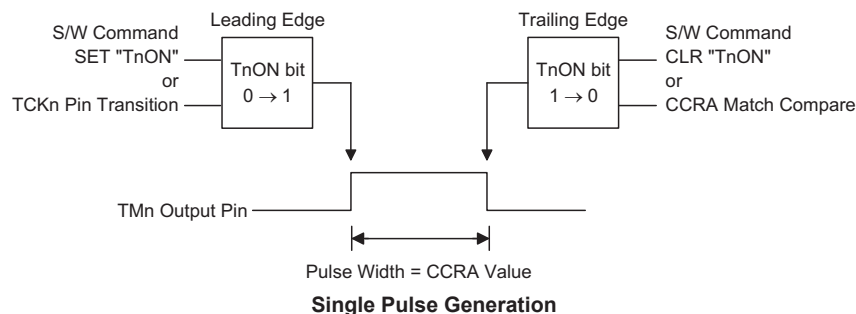 Leading Edge
S/W Command
SET "TnON"
or
TCKn Pin Transition
TnON bit
0 → 1
Trailing Edge
TnON bit
1 → 0
S/W Command
CLR "TnON"
or
CCRA Match Compare
TMn Output Pin
Pulse Width = CCRA Value
Single Pulse Generation